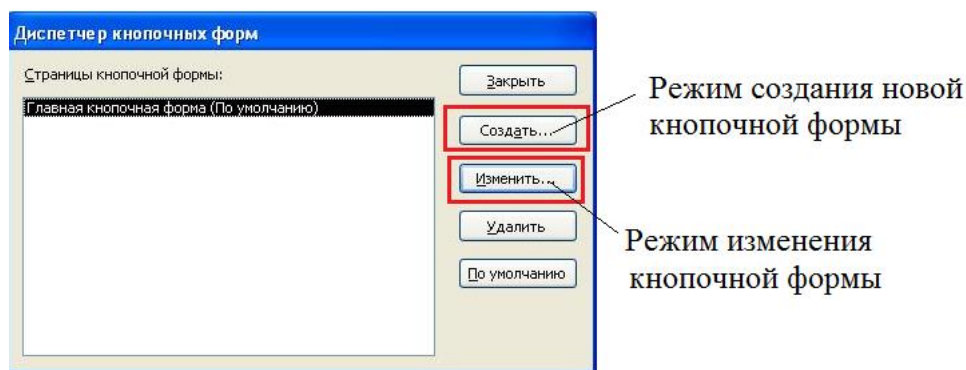 Диспетчер кнопочных форм
Страницы кнопочной формы:
Главная кнопочная форма (По умолчанию)
Закрыть
Создать...
Изменить...
Удалить
По умолчанию
Режим создания новой
кнопочной формы
Режим изменения
кнопочной формы